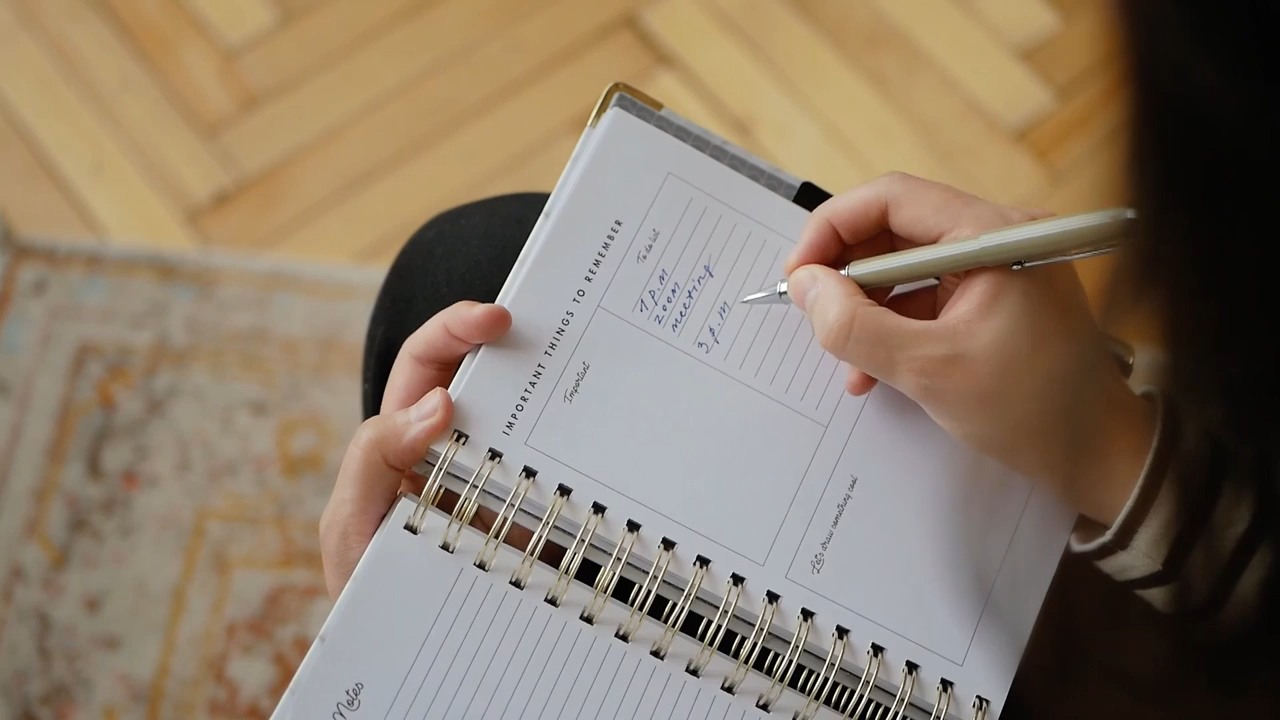 IMPORTANT THINGS TO REMEMBER
To do list
1 p.m
zoom
meeting
3 p.m
Important
Let's draw something cool
Notes